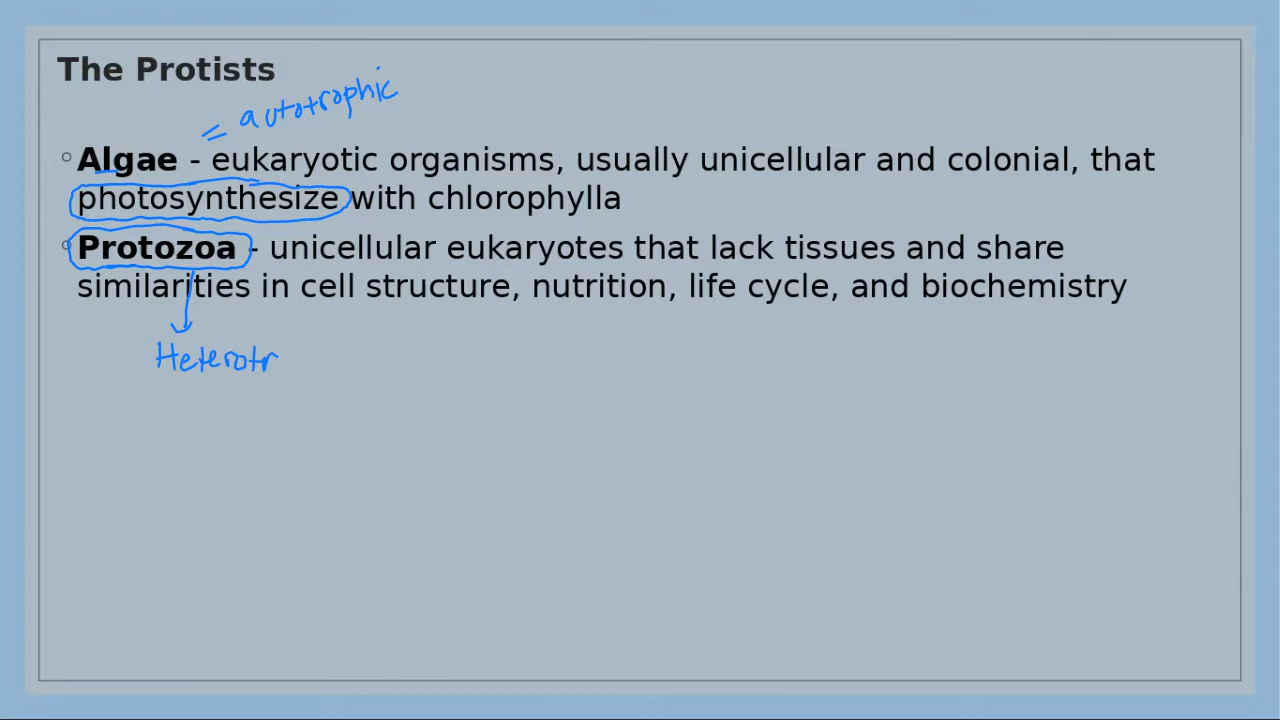 The Protists
= autotrophic
Algae - eukaryotic organisms, usually unicellular and colonial, that
photosynthesize with chlorophylla
Protozoa - unicellular eukaryotes that lack tissues and share
similarities in cell structure, nutrition, life cycle, and biochemistry
Heterotr